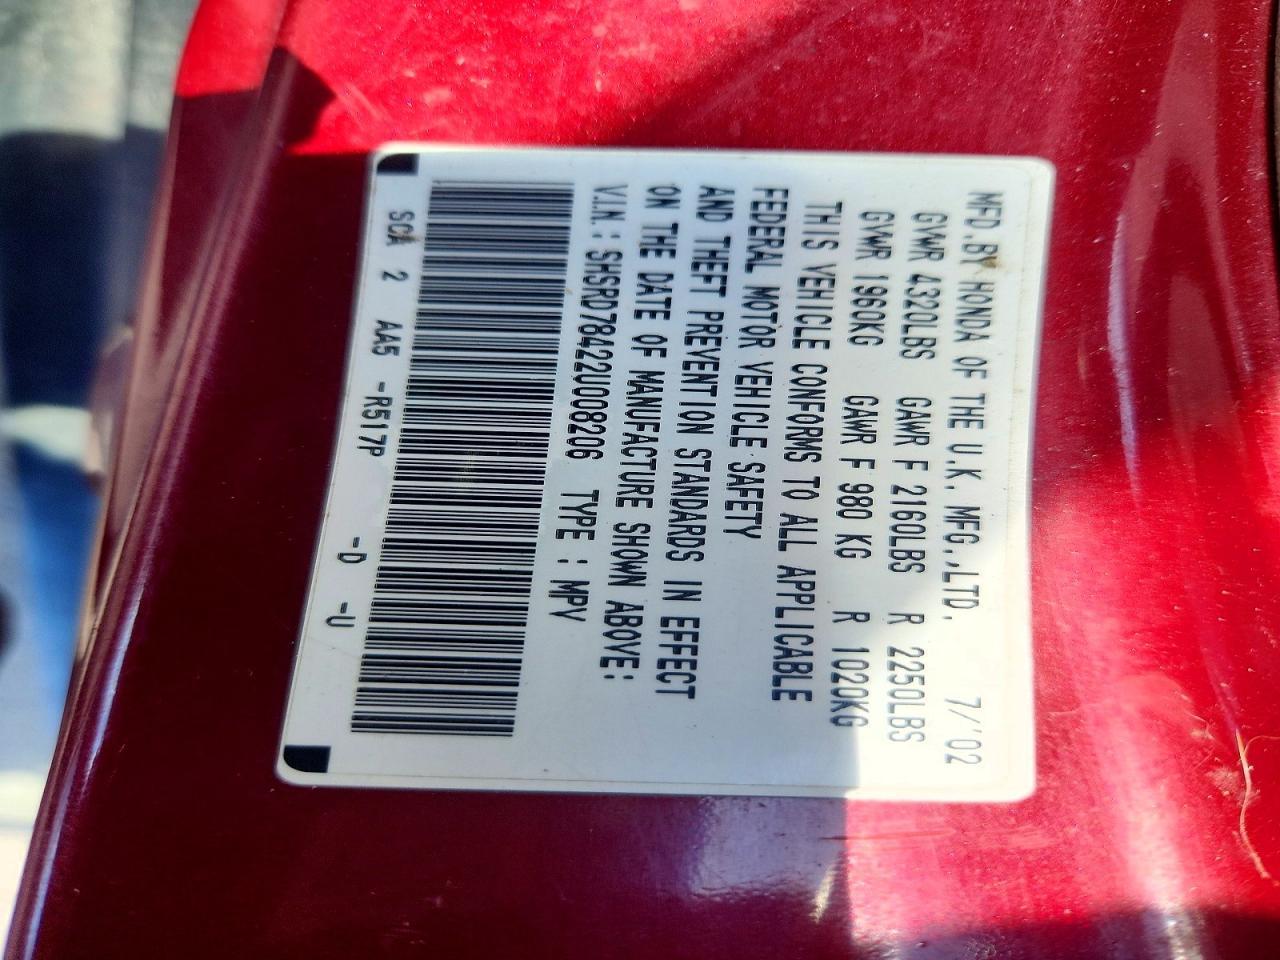 MFD.BY HONDA OF THE U.K. MFG.,LTD. 7/'02
GVWR 4320LBS GAWR F 2160LBS R 2250LBS
GVWR 1960KG GAWR F 980 KG R 1020KG
THIS VEHICLE CONFORMS TO ALL APPLICABLE
FEDERAL MOTOR VEHICLE SAFETY
AND THEFT PREVENTION STANDARDS IN EFFECT
ON THE DATE OF MANUFACTURE SHOWN ABOVE:
V.I.N.: SHSRD78422U008206 TYPE : MPV
SCA 2 AA5 -R517P -D -U